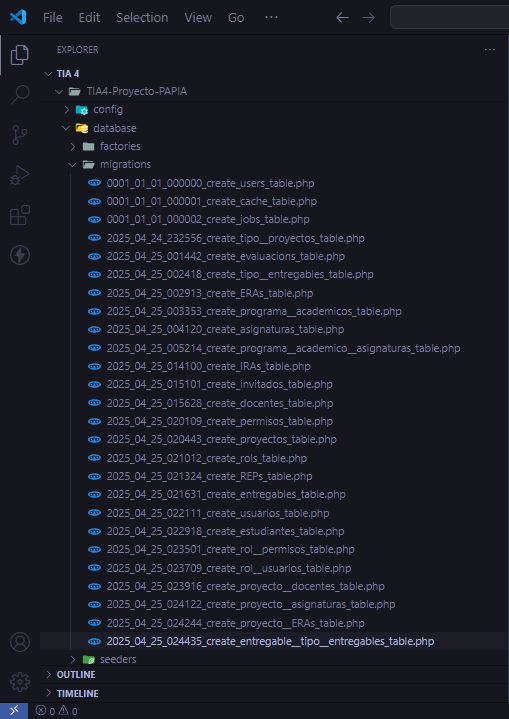 File Edit Selection View Go ...
EXPLORER
TIA 4
TIA4-Proyecto-PAPIA
config
database
factories
migrations
0001_01_01_000000_create_users_table.php
0001_01_01_000001_create_cache_table.php
0001_01_01_000002_create_jobs_table.php
2025_04_24_232556_create_tipo__proyectos_table.php
2025_04_25_001442_create_evaluacions_table.php
2025_04_25_002418_create_tipo__entregables_table.php
2025_04_25_002913_create_ERAs_table.php
2025_04_25_003353_create_programa__academicos_table.php
2025_04_25_004120_create_asignaturas_table.php
2025_04_25_005214_create_programa__academico__asignaturas_table.php
2025_04_25_014100_create_IRAs_table.php
2025_04_25_015101_create_invitados_table.php
2025_04_25_015628_create_docentes_table.php
2025_04_25_020109_create_permisos_table.php
2025_04_25_020443_create_proyectos_table.php
2025_04_25_021012_create_rols_table.php
2025_04_25_021324_create_REPs_table.php
2025_04_25_021631_create_entregables_table.php
2025_04_25_022111_create_usuarios_table.php
2025_04_25_022918_create_estudiantes_table.php
2025_04_25_023501_create_rol__permisos_table.php
2025_04_25_023709_create_rol__usuarios_table.php
2025_04_25_023916_create_proyecto__docentes_table.php
2025_04_25_024122_create_proyecto__asignaturas_table.php
2025_04_25_024244_create_proyecto__ERAs_table.php
2025_04_25_024435_create_entregable__tipo__entregables_table.php
seeders
OUTLINE
TIMELINE
0 0